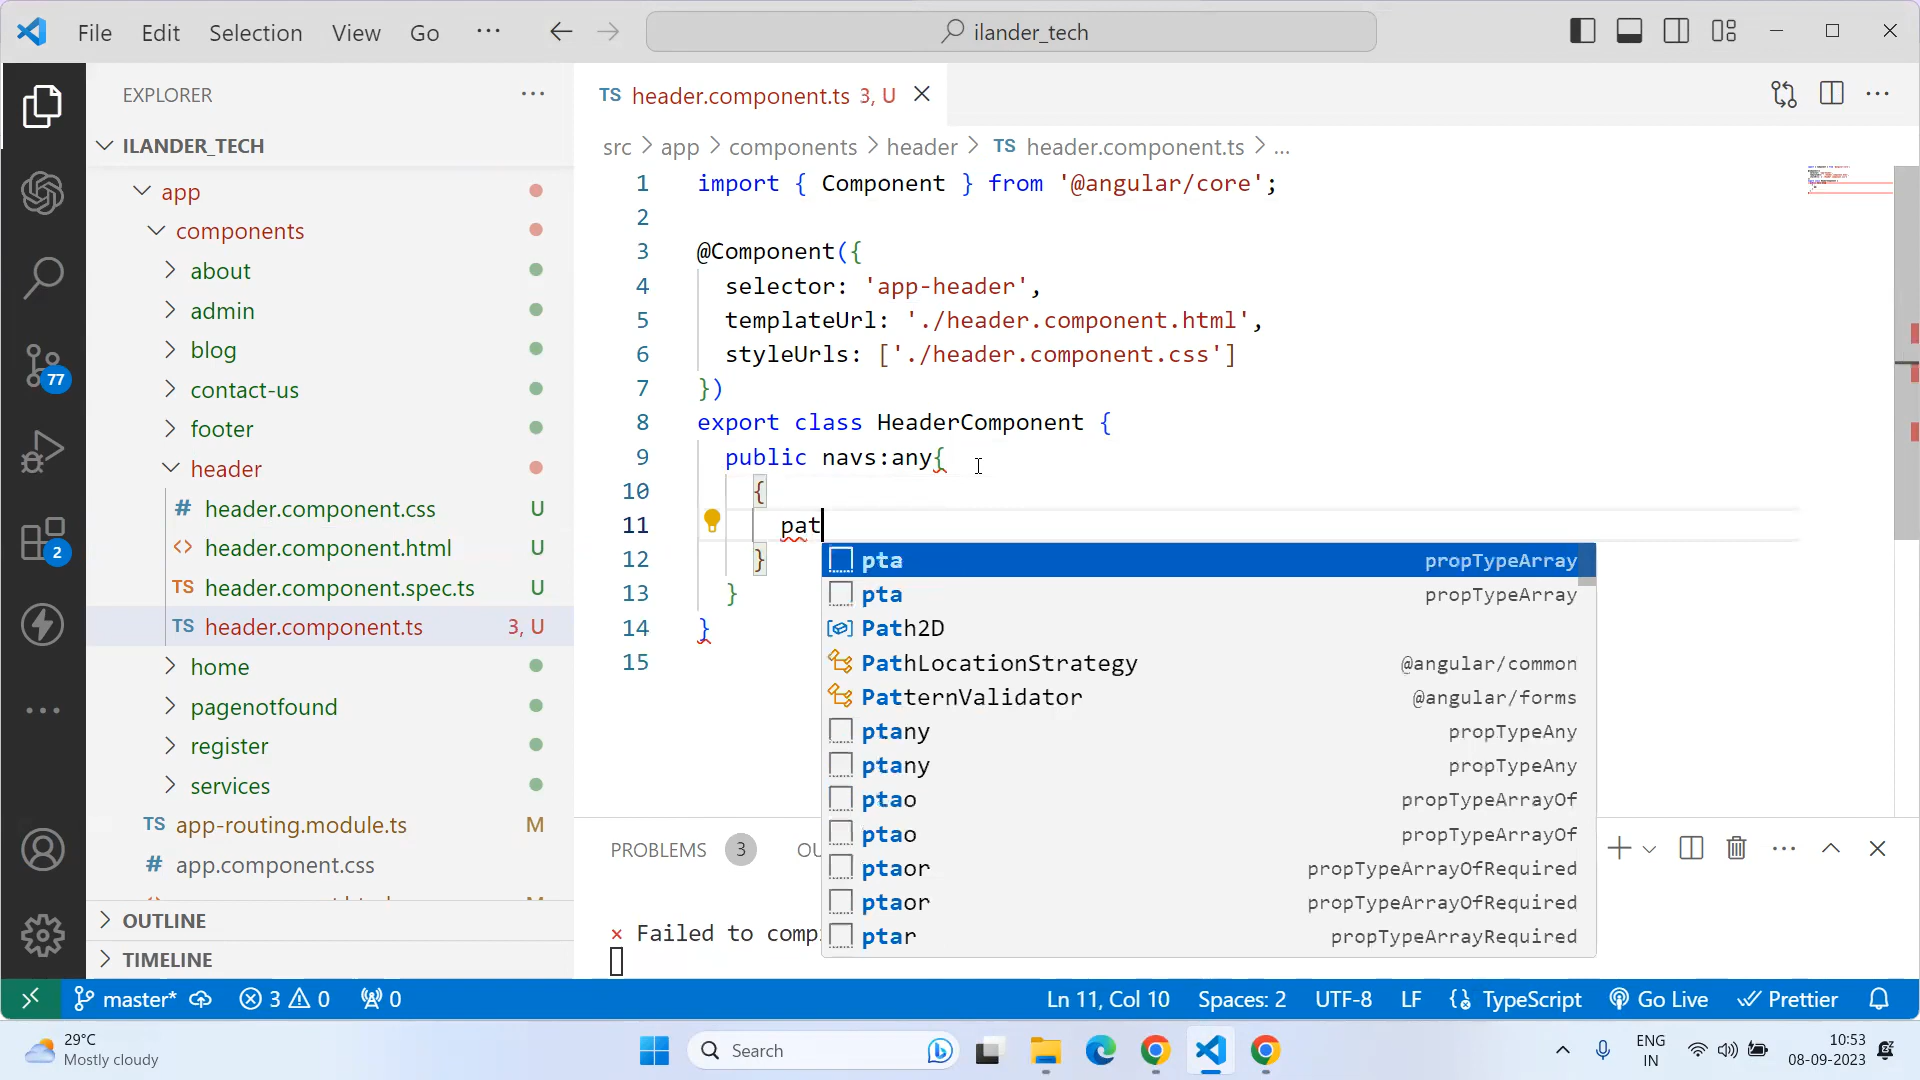 File Edit Selection View Go ···
ilander_tech
EXPLORER ···
ILANDER_TECH
app
components
about
admin
blog
contact-us
footer
header
# header.component.css U
<> header.component.html U
TS header.component.spec.ts U
TS header.component.ts 3, U
home
pagenotfound
register
services
TS app-routing.module.ts M
# app.component.css
OUTLINE
TIMELINE
77
2
TS header.component.ts 3, U
src > app > components > header > TS header.component.ts > ...
1 import { Component } from '@angular/core';
2
3 @Component({
4 selector: 'app-header',
5 templateUrl: './header.component.html',
6 styleUrls: ['./header.component.css']
7 })
8 export class HeaderComponent {
9 public navs:any{
10 {
11 pat
12 }
13 }
14 }
15
pta propTypeArray
pta propTypeArray
Path2D
PathLocationStrategy @angular/common
PatternValidator @angular/forms
ptany propTypeAny
ptany propTypeAny
ptao propTypeArrayOf
ptao propTypeArrayOf
ptaor propTypeArrayOfRequired
ptaor propTypeArrayOfRequired
ptar propTypeArrayRequired
PROBLEMS 3 OU
× Failed to comp
master* 3 0 0 Ln 11, Col 10 Spaces: 2 UTF-8 LF TypeScript Go Live Prettier
29°C
Mostly cloudy
Search
ENG
IN
10:53
08-09-2023